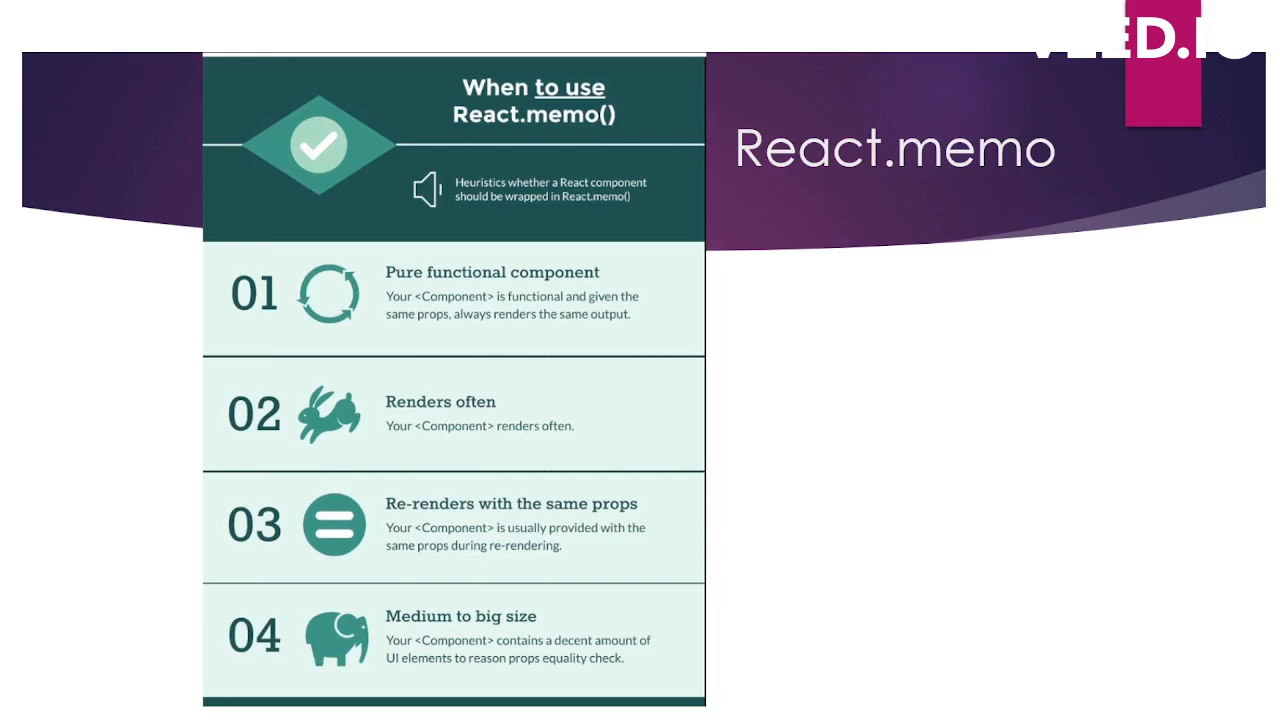 VEED.IO
When to use
React.memo()
React.memo
Heuristics whether a React component
should be wrapped in React.memo()
01
Pure functional component
Your <Component> is functional and given the
same props, always renders the same output.
02
Renders often
Your <Component> renders often.
03
Re-renders with the same props
Your <Component> is usually provided with the
same props during re-rendering.
04
Medium to big size
Your <Component> contains a decent amount of
UI elements to reason props equality check.